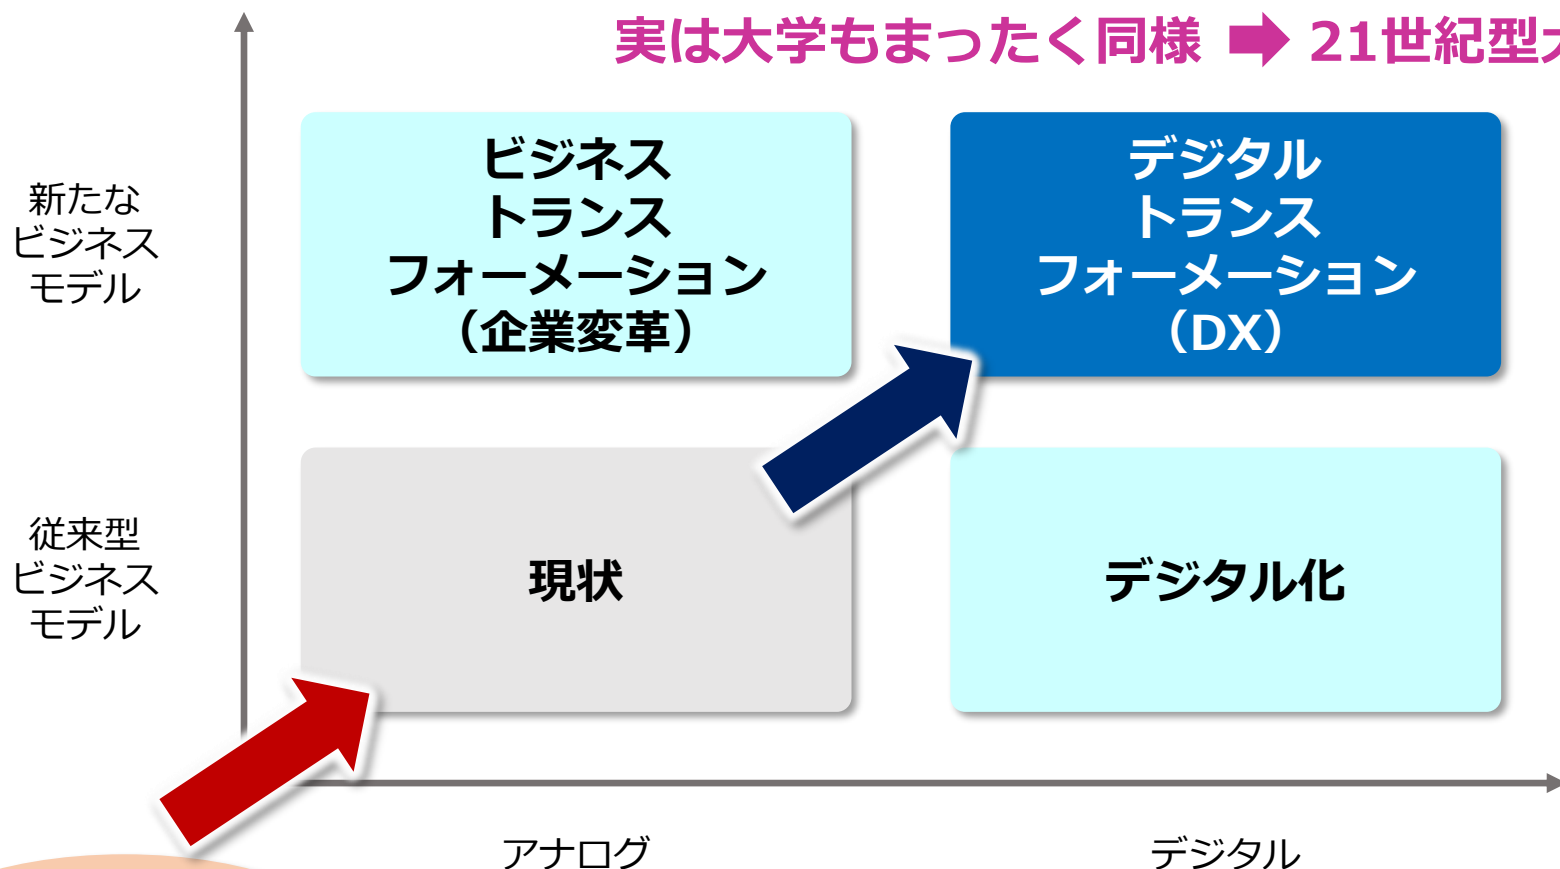 実は大学もまったく同様 ➡ 21世紀型
新たな
ビジネス
モデル
ビジネス
トランス
フォーメーション
（企業変革）
デジタル
トランス
フォーメーション
（DX）
従来型
ビジネス
モデル
現状
デジタル化
アナログ
デジタル